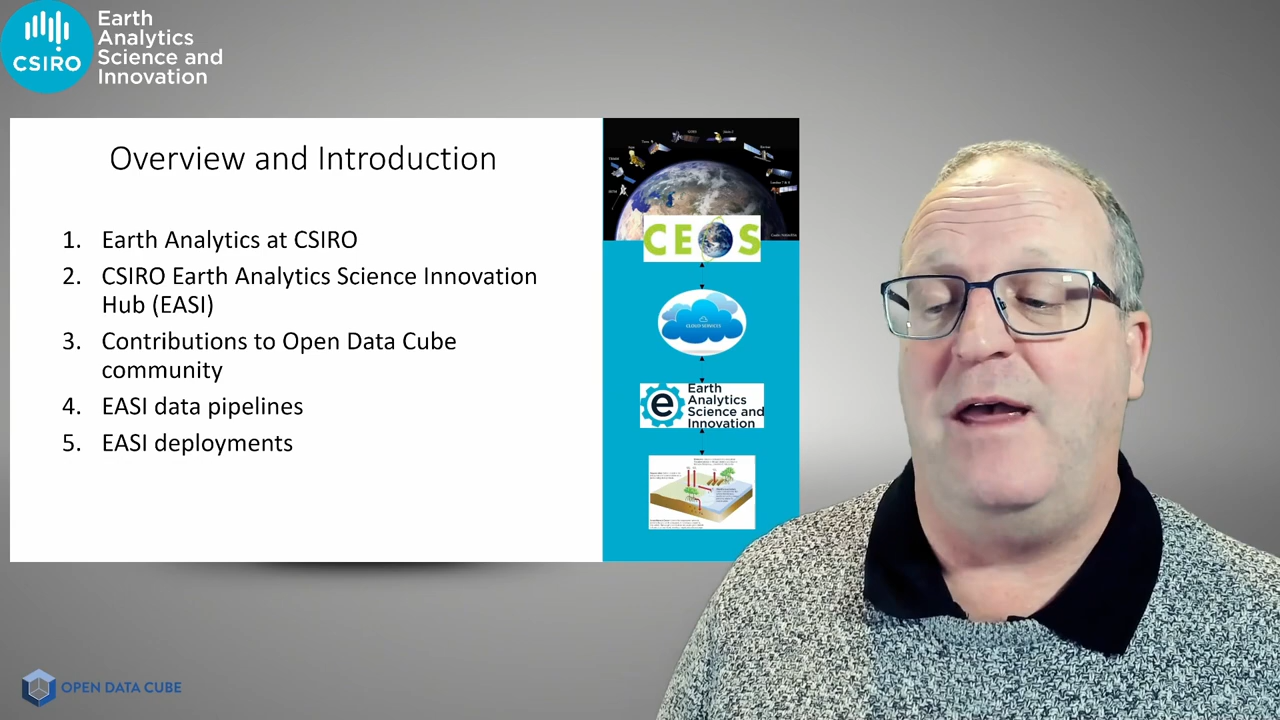 CSIRO
Earth
Analytics
Science and
Innovation
Overview and Introduction
1. Earth Analytics at CSIRO
2. CSIRO Earth Analytics Science Innovation
Hub (EASI)
3. Contributions to Open Data Cube
community
4. EASI data pipelines
5. EASI deployments
CEOS
CLOUD SERVICES
e
Earth
Analytics
Science and
Innovation
OPEN DATA CUBE